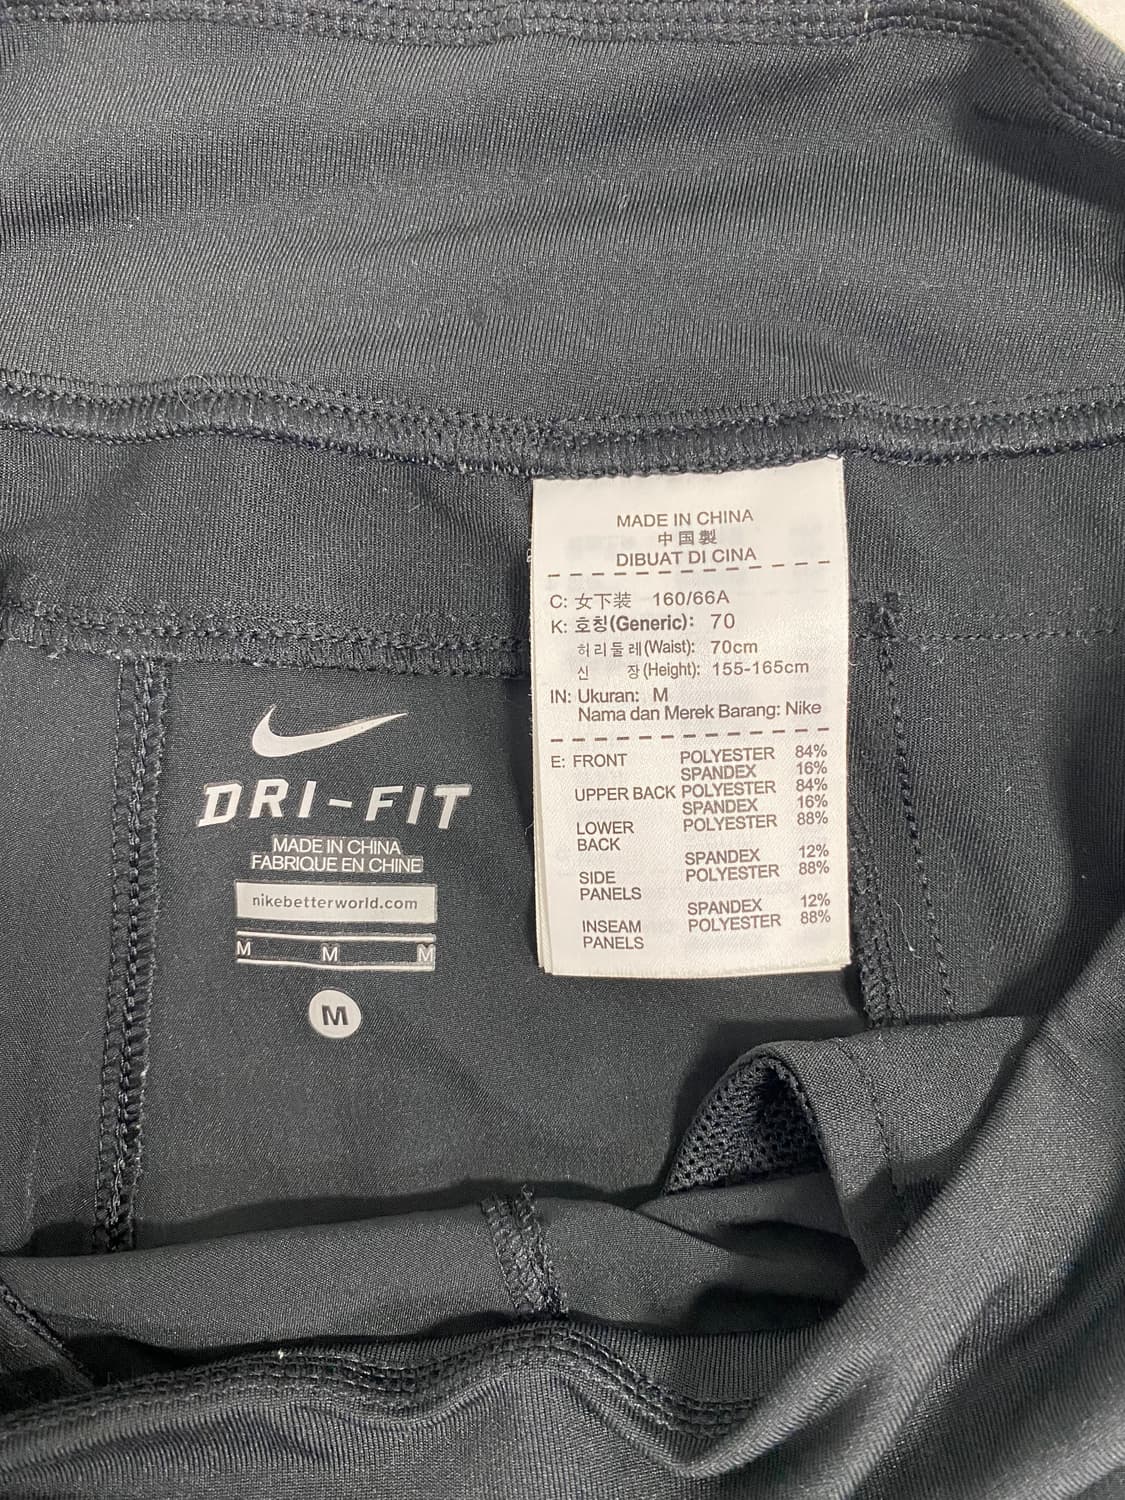 MADE IN CHINA
中国製
DIBUAT DI CINA
C: 女下装 160/66A
K: 호칭(Generic): 70
허리둘레(Waist): 70cm
신 장(Height): 155-165cm
IN: Ukuran: M
Nama dan Merek Barang: Nike
E: FRONT POLYESTER 84%
SPANDEX 16%
UPPER BACK POLYESTER 84%
SPANDEX 16%
LOWER BACK POLYESTER 88%
SPANDEX 12%
SIDE PANELS POLYESTER 88%
SPANDEX 12%
INSEAM PANELS POLYESTER 88%
DRI-FIT
MADE IN CHINA
FABRIQUE EN CHINE
nikebetterworld.com
M M M
M